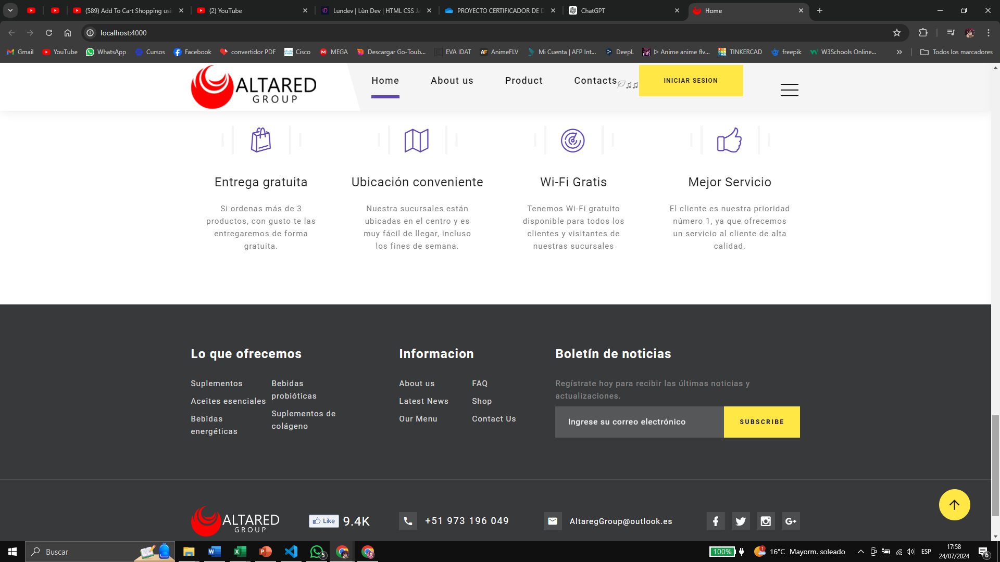 (589) Add To Cart Shopping usi
(2) YouTube
Lundev | Lùn Dev | HTML CSS Ja
PROYECTO CERTIFICADOR DE D
ChatGPT
Home
localhost:4000
Gmail
YouTube
WhatsApp
Cursos
Facebook
convertidor PDF
Cisco
MEGA
Descargar Go-Toub...
EVA IDAT
AnimeFLV
Mi Cuenta | AFP Int...
DeepL
▷ Anime anime flv...
TINKERCAD
freepik
W3Schools Online...
»
Todos los marcadores
ALTARED
GROUP
Home
About us
Product
Contacts
INICIAR SESION
Entrega gratuita
Si ordenas más de 3
productos, con gusto te las
entregaremos de forma
gratuita.
Ubicación conveniente
Nuestra sucursales están
ubicadas en el centro y es
muy fácil de llegar, incluso
los fines de semana.
Wi-Fi Gratis
Tenemos Wi-Fi gratuito
disponible para todos los
clientes y visitantes de
nuestras sucursales
Mejor Servicio
El cliente es nuestra prioridad
número 1, ya que ofrecemos
un servicio al cliente de alta
calidad.
Lo que ofrecemos
Suplementos
Aceites esenciales
Bebidas
energéticas
Bebidas
probióticas
Suplementos de
colágeno
Informacion
About us
Latest News
Our Menu
FAQ
Shop
Contact Us
Boletín de noticias
Regístrate hoy para recibir las últimas noticias y
actualizaciones.
Ingrese su correo electrónico
SUBSCRIBE
ALTARED
GROUP
Like
9.4K
+51 973 196 049
AltaregGroup@outlook.es
Buscar
5
100%
1
16°C Mayorm. soleado
ESP
17:58
24/07/2024
6